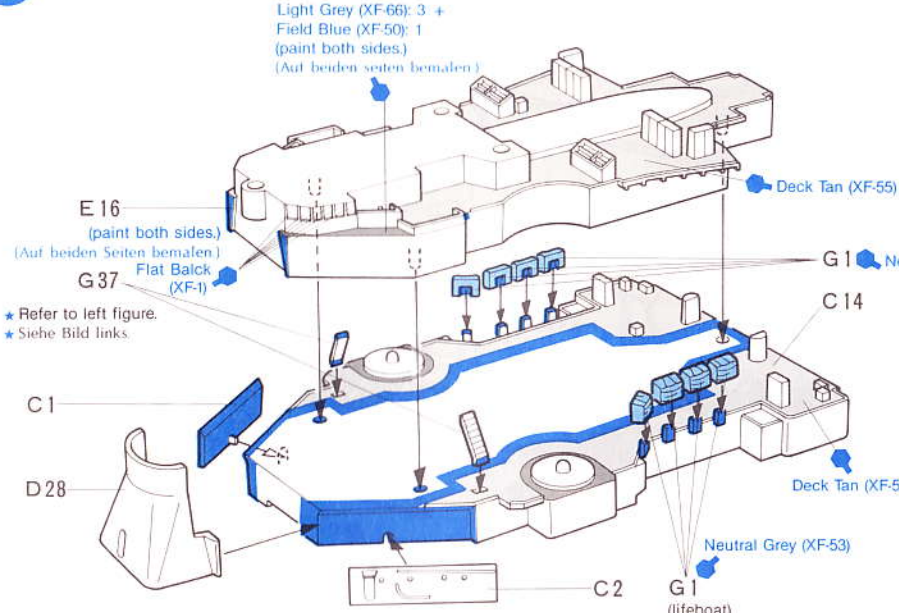 Light Grey (XF-66): 3 +
Field Blue (XF-50): 1
(paint both sides.)
(Auf beiden seiten bemalen.)
Deck Tan (XF-55)
E16
(paint both sides.)
(Auf beiden Seiten bemalen.)
Flat Balck
(XF-1)
G37
★ Refer to left figure.
★ Siehe Bild links.
G1
C14
C1
D28
Deck Tan (XF-5
Neutral Grey (XF-53)
C2
G1
(lifeboat)